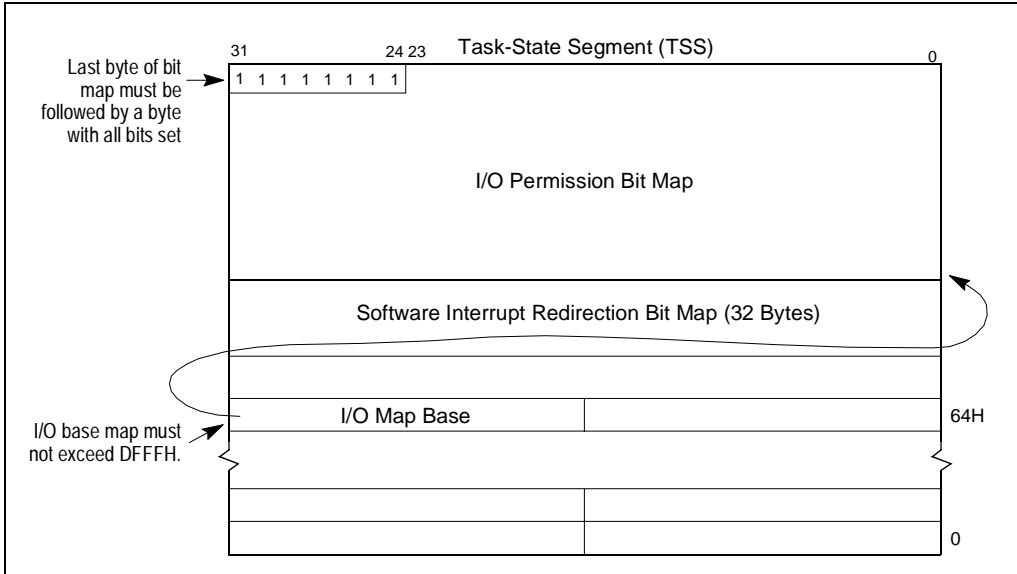 Task-State Segment (TSS)
31
24 23
0
Last byte of bit
map must be
followed by a byte
with all bits set
1 1 1 1 1 1 1 1
I/O Permission Bit Map
Software Interrupt Redirection Bit Map (32 Bytes)
I/O Map Base
64H
I/O base map must
not exceed DFFFH.
0